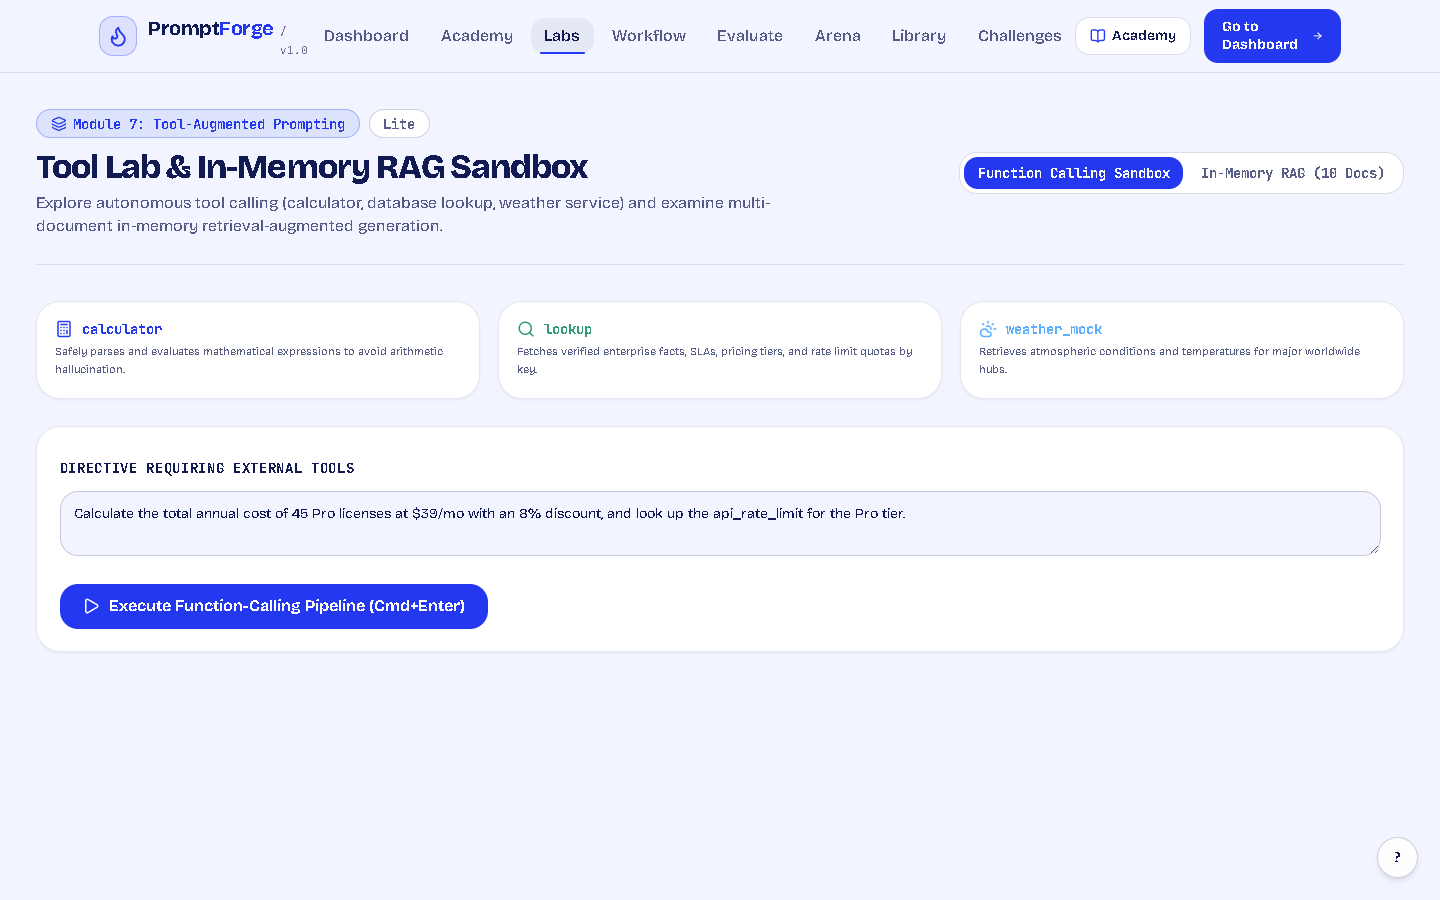 PromptForge / v1.0
Dashboard
Academy
Labs
Workflow
Evaluate
Arena
Library
Challenges
Academy
Go to
Dashboard →
Module 7: Tool-Augmented Prompting
Lite
Tool Lab & In-Memory RAG Sandbox
Explore autonomous tool calling (calculator, database lookup, weather service) and examine multi-
document in-memory retrieval-augmented generation.
Function Calling Sandbox
In-Memory RAG (10 Docs)
calculator
Safely parses and evaluates mathematical expressions to avoid arithmetic
hallucination.
lookup
Fetches verified enterprise facts, SLAs, pricing tiers, and rate limit quotas by
key.
weather_mock
Retrieves atmospheric conditions and temperatures for major worldwide
hubs.
DIRECTIVE REQUIRING EXTERNAL TOOLS
Calculate the total annual cost of 45 Pro licenses at $39/mo with an 8% discount, and look up the api_rate_limit for the Pro tier.
Execute Function-Calling Pipeline (Cmd+Enter)
?